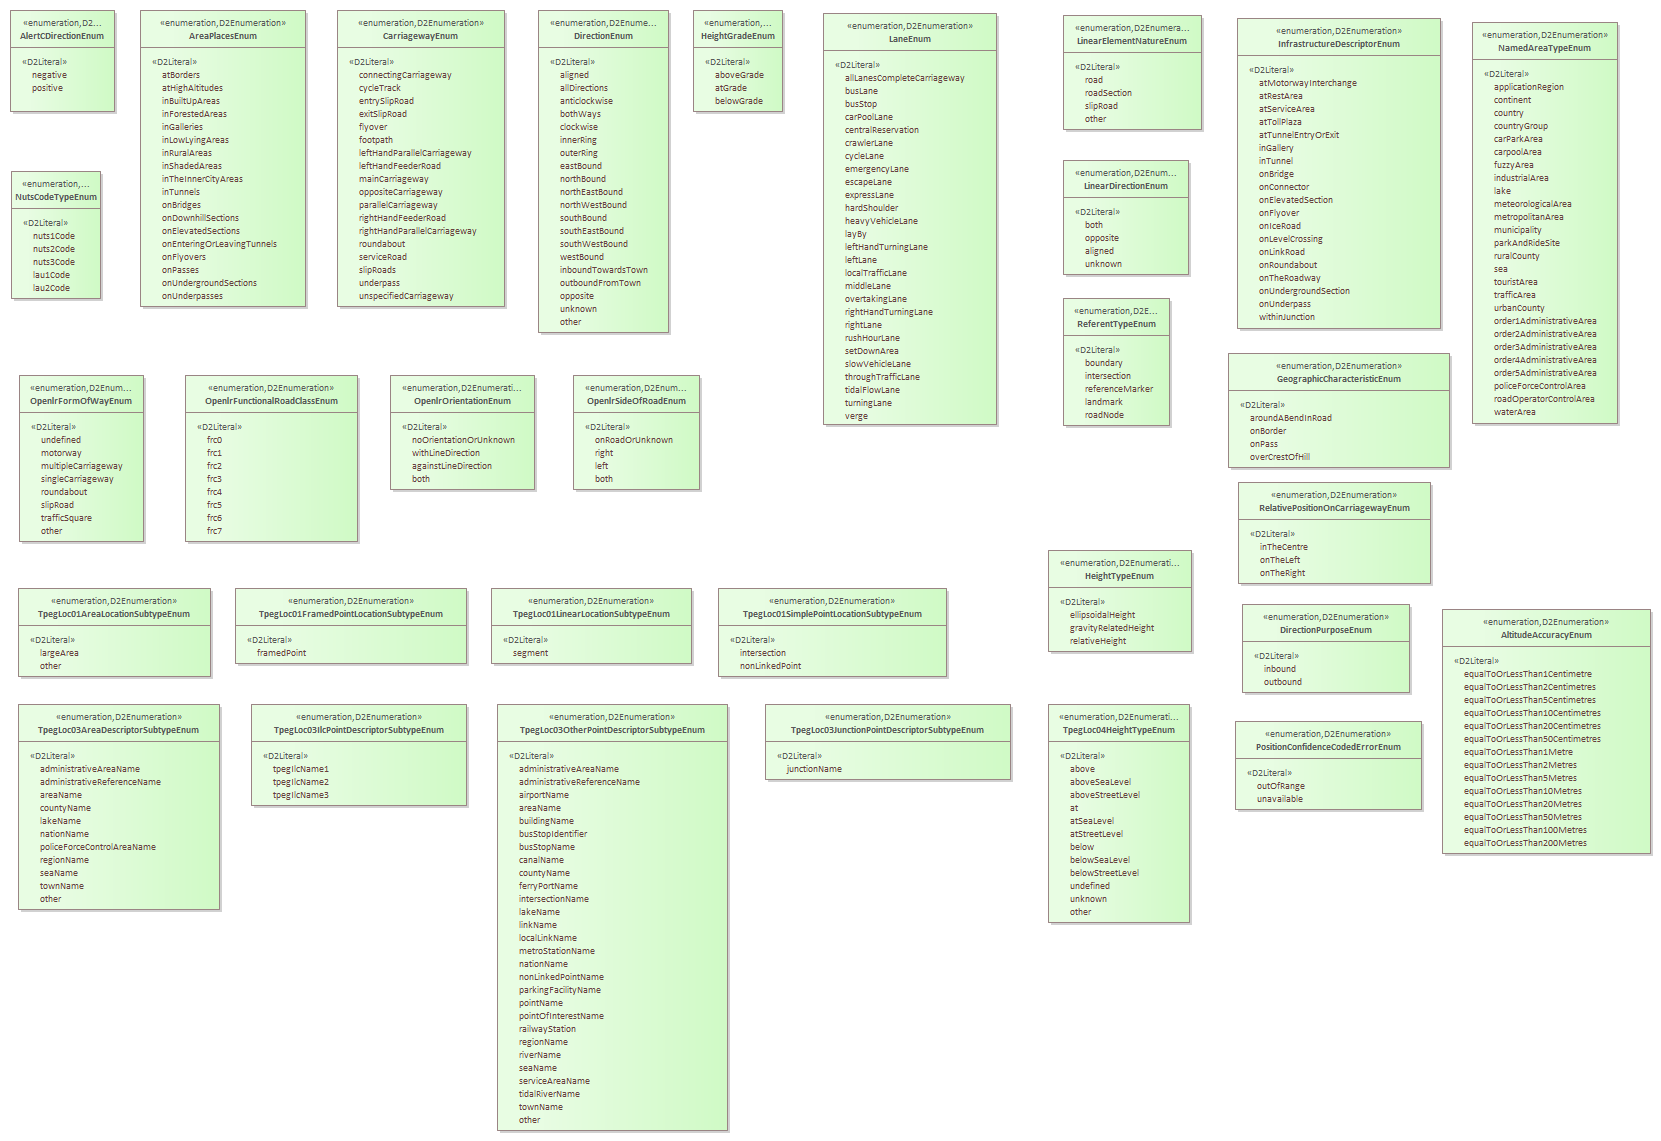 «enumeration,D2...
AlertCDirectionEnum
«D2Literal»
negative
positive
«enumeration,D2Enumeration»
AreaPlacesEnum
«D2Literal»
atBorders
atHighAltitudes
inBuiltUpAreas
inForestedAreas
inGalleries
inLowLyingAreas
inRuralAreas
inShadedAreas
inTheInnerCityAreas
inTunnels
onBridges
onDownhillSections
onElevatedSections
onEnteringOrLeavingTunnels
onFlyovers
onPasses
onUndergroundSections
onUnderpasses
«enumeration,D2Enumeration»
CarriagewayEnum
«D2Literal»
connectingCarriageway
cycleTrack
entrySlipRoad
exitSlipRoad
flyover
footpath
leftHandParallelCarriageway
leftHandFeederRoad
mainCarriageway
oppositeCarriageway
parallelCarriageway
rightHandFeederRoad
rightHandParallelCarriageway
roundabout
serviceRoad
slipRoads
underpass
unspecifiedCarriageway
«enumeration,D2Enume...
DirectionEnum
«D2Literal»
aligned
allDirections
anticlockwise
bothWays
clockwise
innerRing
outerRing
eastBound
northBound
northEastBound
northWestBound
southBound
southEastBound
southWestBound
westBound
inboundTowardsTown
outboundFromTown
opposite
unknown
other
«enumeration,...
HeightGradeEnum
«D2Literal»
aboveGrade
atGrade
belowGrade
«enumeration,D2Enumeration»
LaneEnum
«D2Literal»
allLanesCompleteCarriageway
busLane
busStop
carPoolLane
centralReservation
crawlerLane
cycleLane
emergencyLane
escapeLane
expressLane
hardShoulder
heavyVehicleLane
layBy
leftHandTurningLane
leftLane
localTrafficLane
middleLane
overtakingLane
rightHandTurningLane
rightLane
rushHourLane
setDownArea
slowVehicleLane
throughTrafficLane
tidalFlowLane
turningLane
verge
«enumeration,D2Enumera...
LinearElementNatureEnum
«D2Literal»
road
roadSection
slipRoad
other
«enumeration,D2Enumeration»
InfrastructureDescriptorEnum
«D2Literal»
atMotorwayInterchange
atRestArea
atServiceArea
atTollPlaza
atTunnelEntryOrExit
inGallery
inTunnel
onBridge
onConnector
onElevatedSection
onFlyover
onIceRoad
onLevelCrossing
onLinkRoad
onRoundabout
onTheRoadway
onUndergroundSection
onUnderpass
withinJunction
«enumeration,D2Enumeration»
NamedAreaTypeEnum
«D2Literal»
applicationRegion
continent
country
countryGroup
carParkArea
carpoolArea
fuzzyArea
industrialArea
lake
meteorologicalArea
metropolitanArea
municipality
parkAndRideSite
ruralCounty
sea
touristArea
trafficArea
urbanCounty
order1AdministrativeArea
order2AdministrativeArea
order3AdministrativeArea
order4AdministrativeArea
order5AdministrativeArea
policeForceControlArea
roadOperatorControlArea
waterArea
«enumeration,...
NutsCodeTypeEnum
«D2Literal»
nuts1Code
nuts2Code
nuts3Code
lau1Code
lau2Code
«enumeration,D2Enum...
LinearDirectionEnum
«D2Literal»
both
opposite
aligned
unknown
«enumeration,D2E...
ReferentTypeEnum
«D2Literal»
boundary
intersection
referenceMarker
landmark
roadNode
«enumeration,D2Enumeration»
GeographicCharacteristicEnum
«D2Literal»
aroundABendInRoad
onBorder
onPass
overCrestOfHill
«enumeration,D2Enum...
OpenlrFormOfWayEnum
«D2Literal»
undefined
motorway
multipleCarriageway
singleCarriageway
roundabout
slipRoad
trafficSquare
other
«enumeration,D2Enumeration»
OpenlrFunctionalRoadClassEnum
«D2Literal»
frc0
frc1
frc2
frc3
frc4
frc5
frc6
frc7
«enumeration,D2Enumerati...
OpenlrOrientationEnum
«D2Literal»
noOrientationOrUnknown
withLineDirection
againstLineDirection
both
«enumeration,D2Enum...
OpenlrSideOfRoadEnum
«D2Literal»
onRoadOrUnknown
right
left
both
«enumeration,D2Enumeration»
RelativePositionOnCarriagewayEnum
«D2Literal»
inTheCentre
onTheLeft
onTheRight
«enumeration,D2Enumerati...
HeightTypeEnum
«D2Literal»
ellipsoidalHeight
gravityRelatedHeight
relativeHeight
«enumeration,D2Enumeration»
TpegLoc01AreaLocationSubtypeEnum
«D2Literal»
largeArea
other
«enumeration,D2Enumeration»
TpegLoc01FramedPointLocationSubtypeEnum
«D2Literal»
framedPoint
«enumeration,D2Enumeration»
TpegLoc01LinearLocationSubtypeEnum
«D2Literal»
segment
«enumeration,D2Enumeration»
TpegLoc01SimplePointLocationSubtypeEnum
«D2Literal»
intersection
nonLinkedPoint
«enumeration,D2Enumeration»
DirectionPurposeEnum
«D2Literal»
inbound
outbound
«enumeration,D2Enumeration»
AltitudeAccuracyEnum
«D2Literal»
equalToOrLessThan1Centimetre
equalToOrLessThan2Centimetres
equalToOrLessThan5Centimetres
equalToOrLessThan10Centimetres
equalToOrLessThan20Centimetres
equalToOrLessThan50Centimetres
equalToOrLessThan1Metre
equalToOrLessThan2Metres
equalToOrLessThan5Metres
equalToOrLessThan10Metres
equalToOrLessThan20Metres
equalToOrLessThan50Metres
equalToOrLessThan100Metres
equalToOrLessThan200Metres
«enumeration,D2Enumeration»
TpegLoc03AreaDescriptorSubtypeEnum
«D2Literal»
administrativeAreaName
administrativeReferenceName
areaName
countyName
lakeName
nationName
policeForceControlAreaName
regionName
seaName
townName
other
«enumeration,D2Enumeration»
TpegLoc03IlcPointDescriptorSubtypeEnum
«D2Literal»
tpegIlcName1
tpegIlcName2
tpegIlcName3
«enumeration,D2Enumeration»
TpegLoc03OtherPointDescriptorSubtypeEnum
«D2Literal»
administrativeAreaName
administrativeReferenceName
airportName
areaName
buildingName
busStopIdentifier
busStopName
canalName
countyName
ferryPortName
intersectionName
lakeName
linkName
localLinkName
metroStationName
nationName
nonLinkedPointName
parkingFacilityName
pointName
pointOfInterestName
railwayStation
regionName
riverName
seaName
serviceAreaName
tidalRiverName
townName
other
«enumeration,D2Enumeration»
TpegLoc03JunctionPointDescriptorSubtypeEnum
«D2Literal»
junctionName
«enumeration,D2Enumerati...
TpegLoc04HeightTypeEnum
«D2Literal»
above
aboveSeaLevel
aboveStreetLevel
at
atSeaLevel
atStreetLevel
below
belowSeaLevel
belowStreetLevel
undefined
unknown
other
«enumeration,D2Enumeration»
PositionConfidenceCodedErrorEnum
«D2Literal»
outOfRange
unavailable